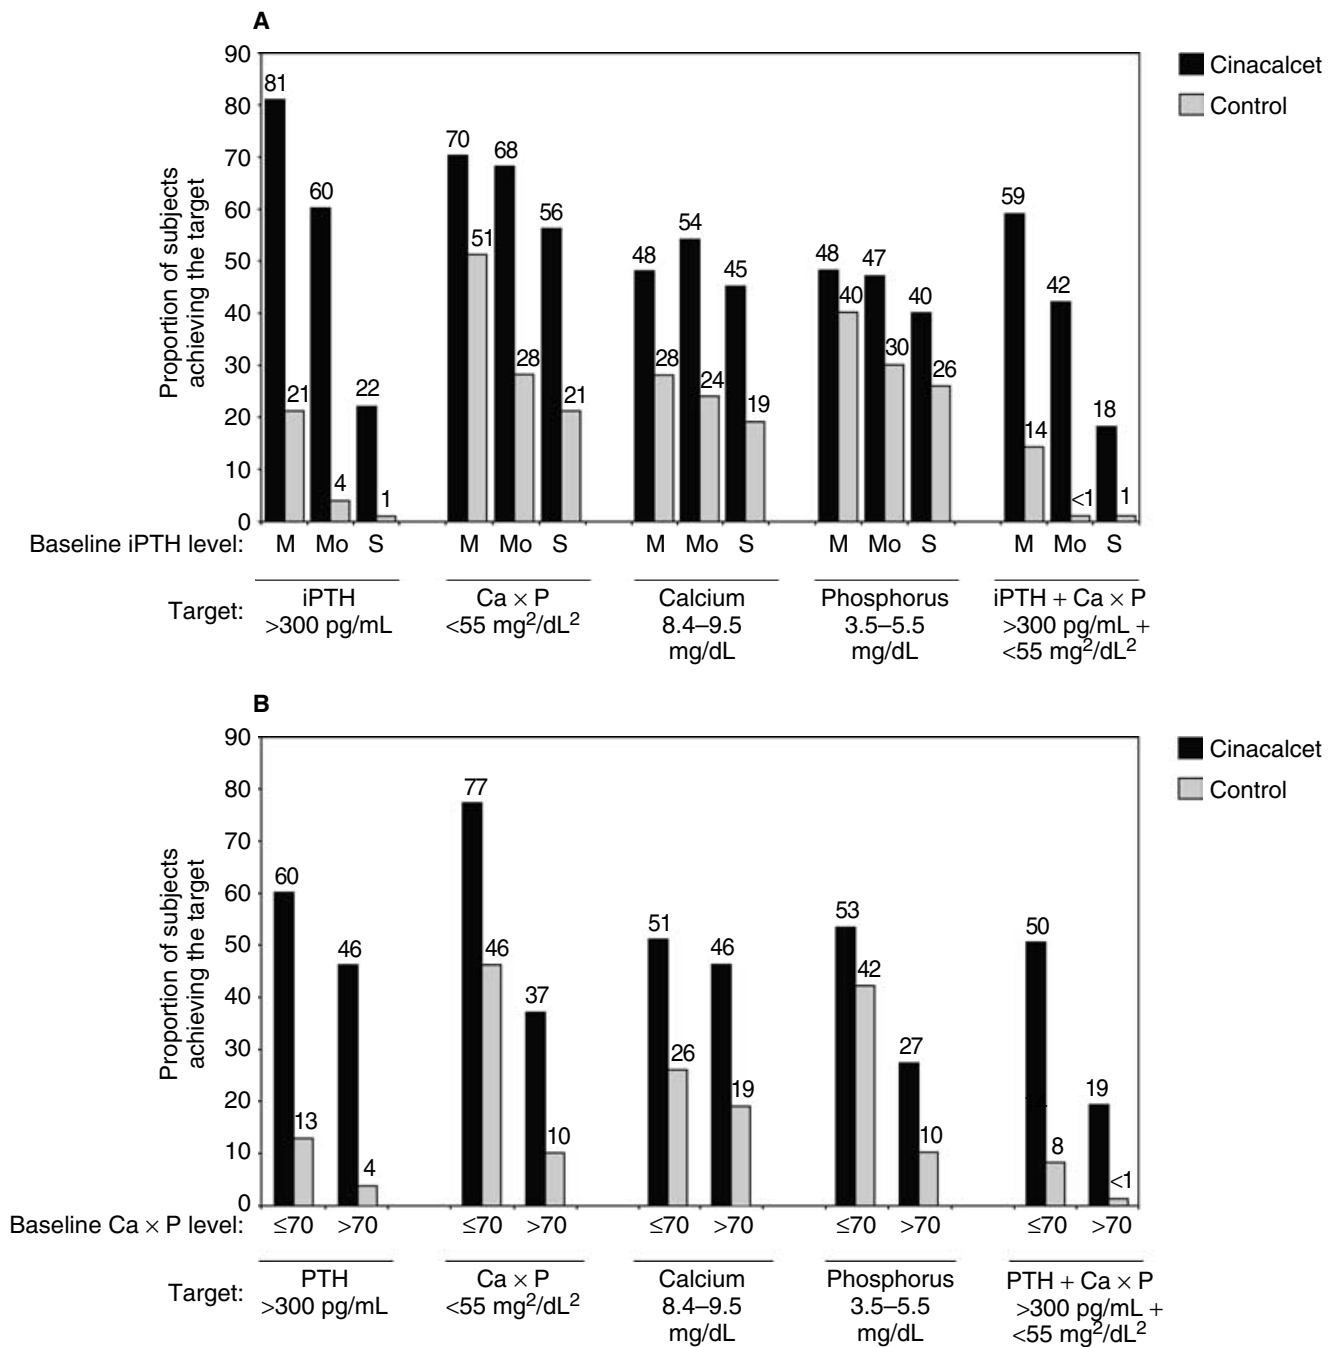 A
Cinacalcet
Control
Proportion of subjects
achieving the target
90
80
70
60
50
40
30
20
10
0
81
21
60
4
22
1
70
51
68
28
56
21
48
28
54
24
45
19
48
40
47
30
40
26
59
14
42
<1
18
1
Baseline iPTH level: M Mo S M Mo S M Mo S M Mo S M Mo S
Target:
iPTH
>300 pg/mL
Ca × P
<55 mg²/dL²
Calcium
8.4–9.5
mg/dL
Phosphorus
3.5–5.5
mg/dL
iPTH + Ca × P
>300 pg/mL +
<55 mg²/dL²
B
Cinacalcet
Control
Proportion of subjects
achieving the target
90
80
70
60
50
40
30
20
10
0
60
13
46
4
77
46
37
10
51
26
46
19
53
42
27
10
50
8
19
<1
Baseline Ca × P level: ≤70 >70 ≤70 >70 ≤70 >70 ≤70 >70 ≤70 >70
Target:
PTH
>300 pg/mL
Ca × P
<55 mg²/dL²
Calcium
8.4–9.5
mg/dL
Phosphorus
3.5–5.5
mg/dL
PTH + Ca × P
>300 pg/mL +
<55 mg²/dL²